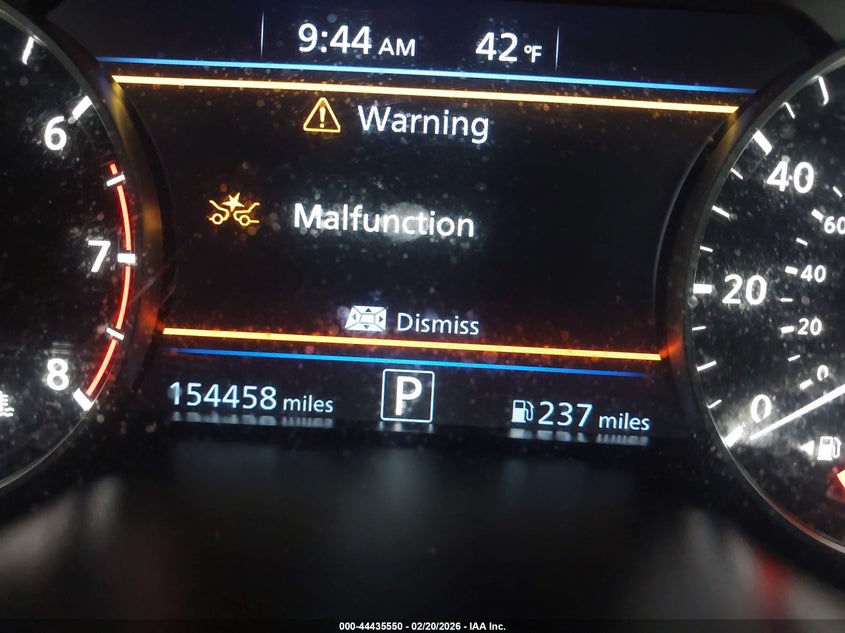 9:44 AM 42 °F
Warning
6
40
60
Malfunction
7
20
40
Dismiss
20
8
154458 miles P 237 miles
0
0
000-44435550 - 02/20/2026 - IAA Inc.